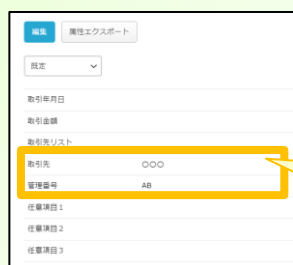 編集 属性エクスポート
既定
取引年月日
取引金額
取引先リスト
取引先 〇〇〇
管理番号 AB
任意項目1
任意項目2
任意項目3